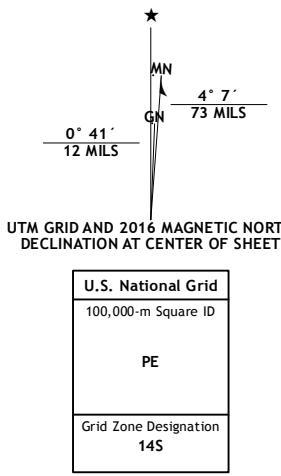 ★
MN
GN
4° 7´
73 MILS
0° 41´
12 MILS
UTM GRID AND 2016 MAGNETIC NORT
DECLINATION AT CENTER OF SHEET
U.S. National Grid
100,000-m Square ID
PE
Grid Zone Designation
14S